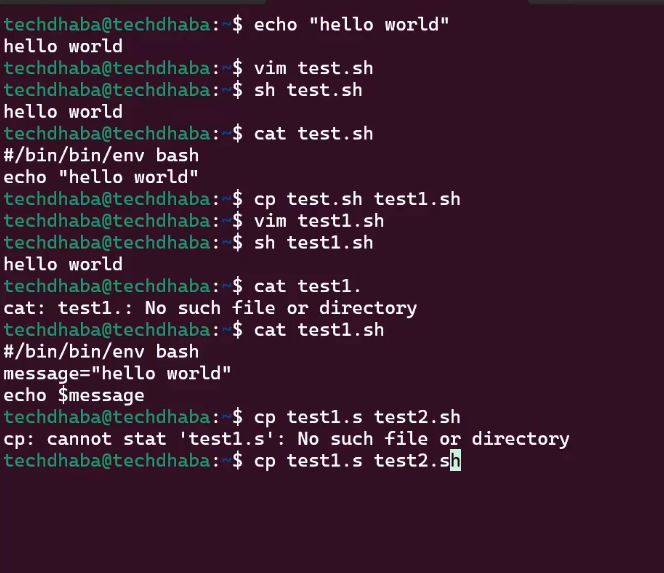 techdhaba@techdhaba:~$ echo "hello world"
hello world
techdhaba@techdhaba:~$ vim test.sh
techdhaba@techdhaba:~$ sh test.sh
hello world
techdhaba@techdhaba:~$ cat test.sh
#/bin/bin/env bash
echo "hello world"
techdhaba@techdhaba:~$ cp test.sh test1.sh
techdhaba@techdhaba:~$ vim test1.sh
techdhaba@techdhaba:~$ sh test1.sh
hello world
techdhaba@techdhaba:~$ cat test1.
cat: test1.: No such file or directory
techdhaba@techdhaba:~$ cat test1.sh
#/bin/bin/env bash
message="hello world"
echo $message
techdhaba@techdhaba:~$ cp test1.s test2.sh
cp: cannot stat 'test1.s': No such file or directory
techdhaba@techdhaba:~$ cp test1.s test2.sh